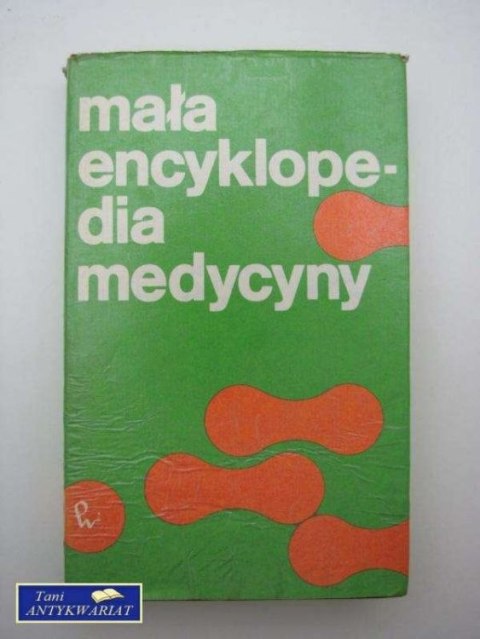 mała
encyklope-
dia
medycyny
Tani
ANTYKWARIAT